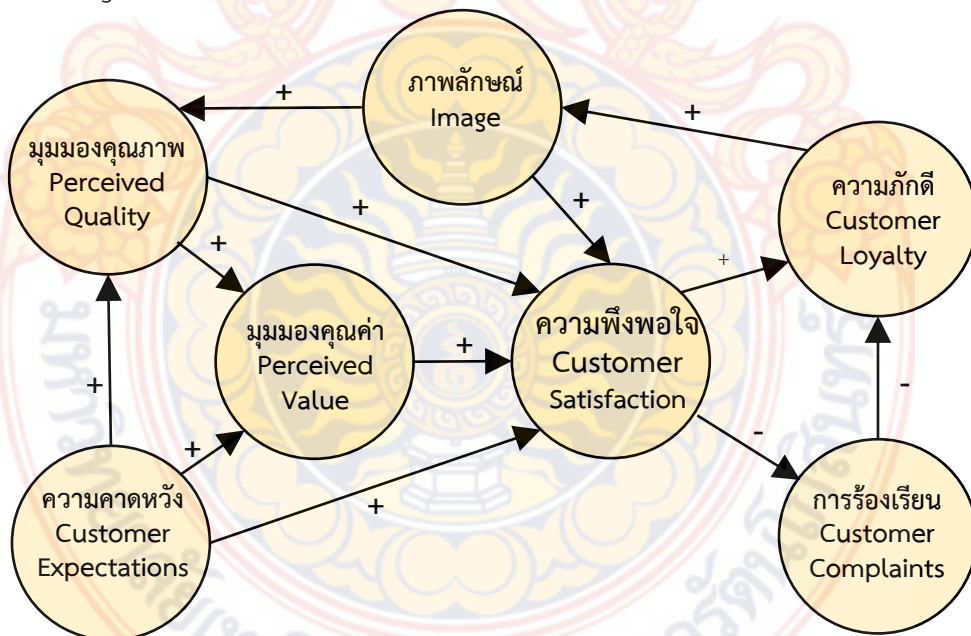 ภาพลักษณ์
Image
+
+
มุมมองคุณภาพ
Perceived
Quality
ความภักดี
Customer
Loyalty
+
+
+
+
มุมมองคุณค่า
Perceived
Value
+
ความพึงพอใจ
Customer
Satisfaction
+
-
+
-
+
ความคาดหวัง
Customer
Expectations
การร้องเรียน
Customer
Complaints